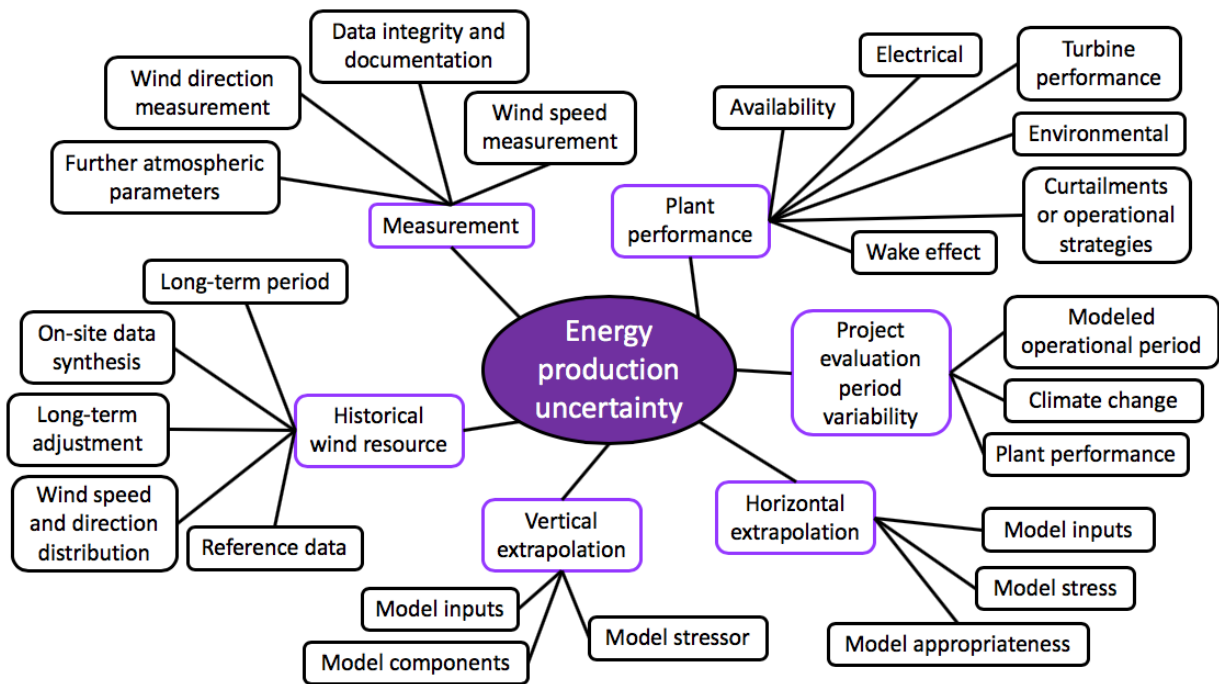 Data integrity and
documentation
Wind direction
measurement
Wind speed
measurement
Further atmospheric
parameters
Measurement
Electrical
Turbine
performance
Availability
Environmental
Plant
performance
Curtailments
or operational
strategies
Wake effect
Long-term period
On-site data
synthesis
Long-term
adjustment
Wind speed
and direction
distribution
Reference data
Historical
wind resource
Energy
production
uncertainty
Project
evaluation
period
variability
Modeled
operational period
Climate change
Plant performance
Vertical
extrapolation
Model inputs
Model components
Model stressor
Horizontal
extrapolation
Model inputs
Model stress
Model appropriateness